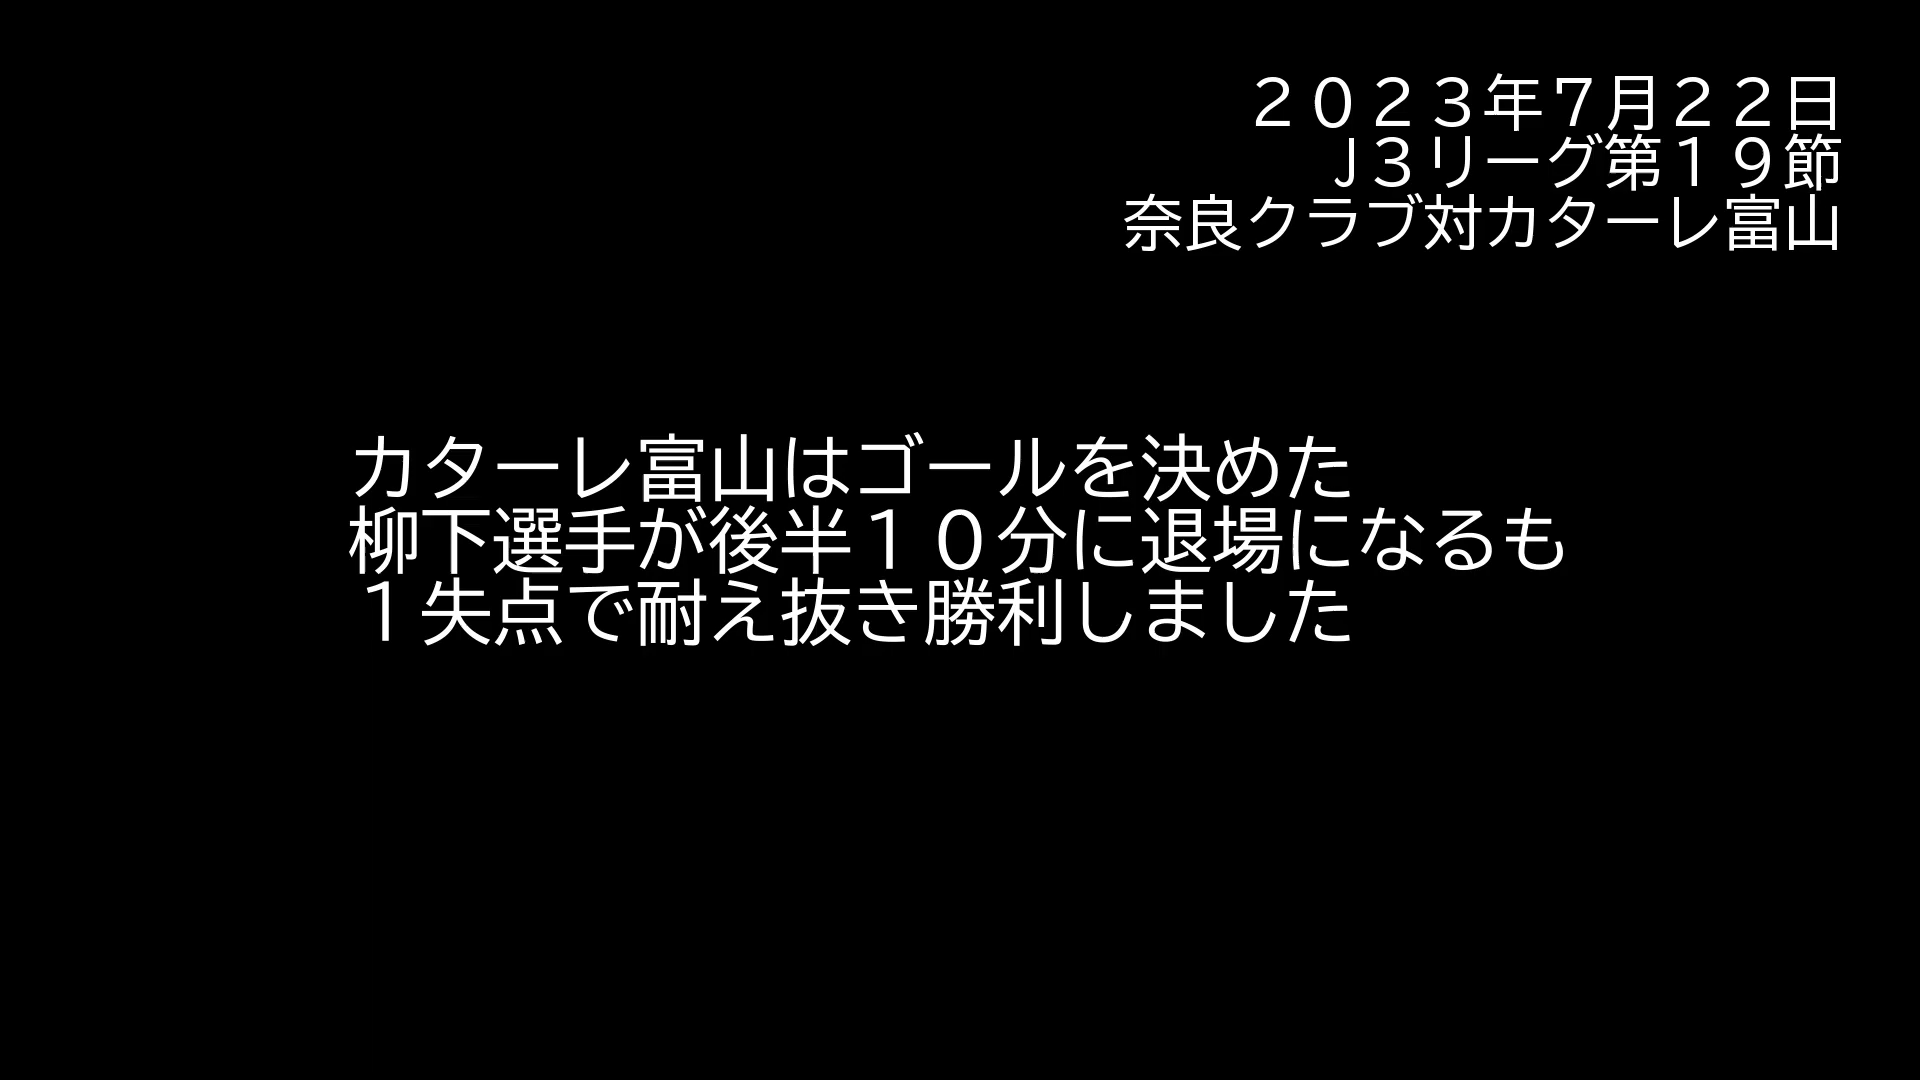 ２０２３年７月２２日
Ｊ３リーグ第１９節
奈良クラブ対カターレ富山
カターレ富山はゴールを決めた
柳下選手が後半１０分に退場になるも
１失点で耐え抜き勝利しました